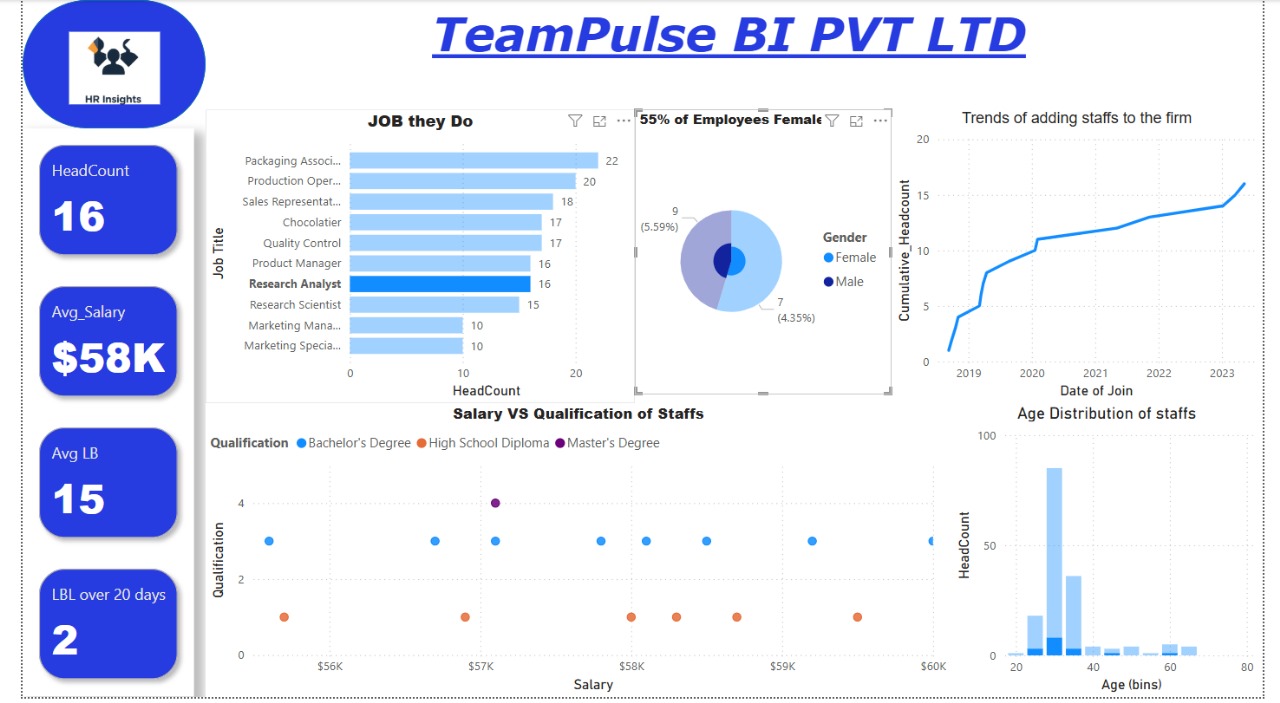 TeamPulse BI PVT LTD
HR Insights
HeadCount
16
Avg_Salary
$58K
Avg LB
15
LBL over 20 days
2
JOB they Do
Job Title
Packaging Associ... 22
Production Oper... 20
Sales Representat... 18
Chocolatier 17
Quality Control 17
Product Manager 16
Research Analyst 16
Research Scientist 15
Marketing Mana... 10
Marketing Specia... 10
0 10 20
HeadCount
55% of Employees Female
9
(5.59%)
7
(4.35%)
Gender
Female
Male
Trends of adding staffs to the firm
Cumulative_Headcount
20
15
10
5
0
2019 2020 2021 2022 2023
Date of Join
Salary VS Qualification of Staffs
Qualification Bachelor's Degree High School Diploma Master's Degree
Qualification
4
2
0
$56K $57K $58K $59K $60K
Salary
Age Distribution of staffs
HeadCount
100
50
0
20 40 60 80
Age (bins)